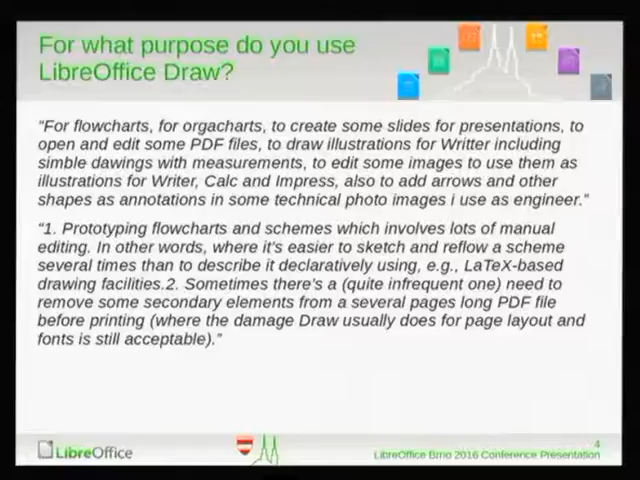 For what purpose do you use
LibreOffice Draw?
"For flowcharts, for orgacharts, to create some slides for presentations, to
open and edit some PDF files, to draw illustrations for Writter including
simble dawings with measurements, to edit some images to use them as
illustrations for Writer, Calc and Impress, also to add arrows and other
shapes as annotations in some technical photo images i use as engineer."
"1. Prototyping flowcharts and schemes which involves lots of manual
editing. In other words, where it's easier to sketch and reflow a scheme
several times than to describe it declaratively using, e.g., LaTeX-based
drawing facilities.2. Sometimes there's a (quite infrequent one) need to
remove some secondary elements from a several pages long PDF file
before printing (where the damage Draw usually does for page layout and
fonts is still acceptable)."
4
LibreOffice
LibreOffice Brno 2016 Conference Presentation